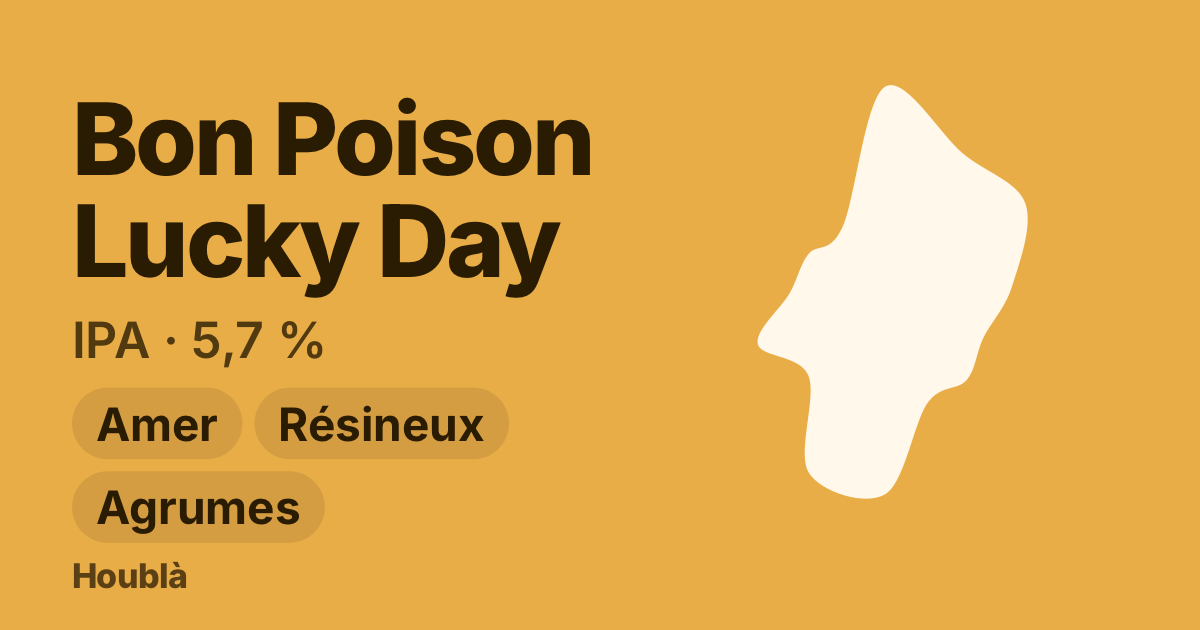 Bon Poison
Lucky Day
IPA · 5,7 %
Amer Résineux
Agrumes
Houblà